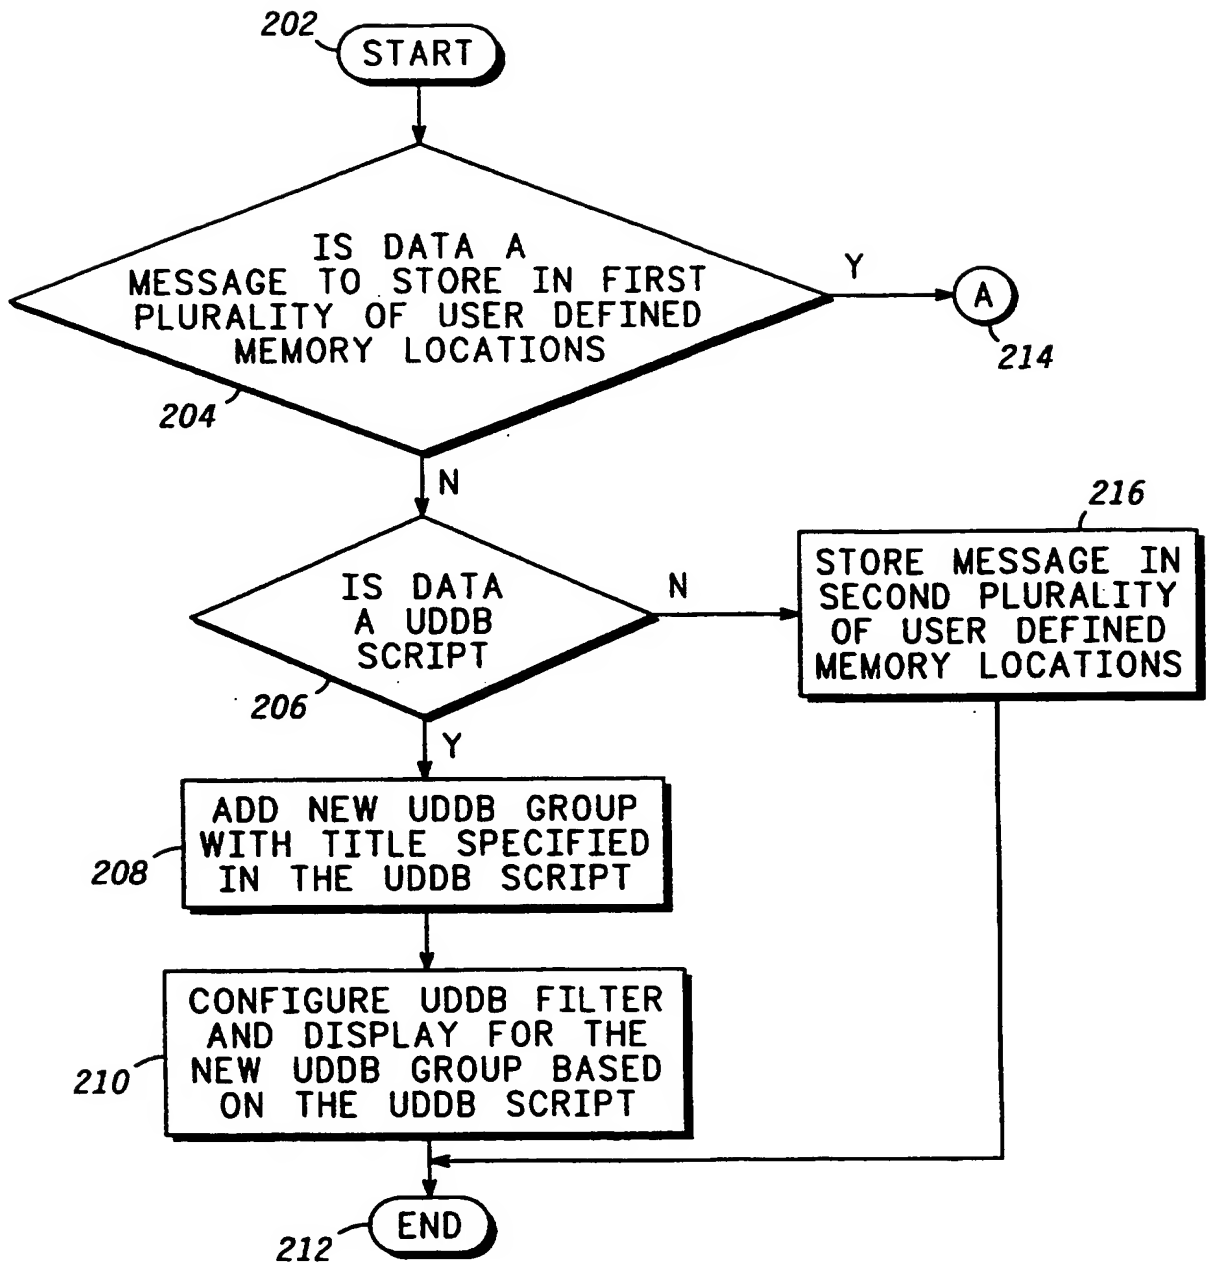 202
START
IS DATA A
MESSAGE TO STORE IN FIRST
PLURALITY OF USER DEFINED
MEMORY LOCATIONS
Y
A
214
204
N
216
IS DATA
A UDDB
SCRIPT
N
STORE MESSAGE IN
SECOND PLURALITY
OF USER DEFINED
MEMORY LOCATIONS
206
Y
ADD NEW UDDB GROUP
WITH TITLE SPECIFIED
IN THE UDDB SCRIPT
208
CONFIGURE UDDB FILTER
AND DISPLAY FOR THE
NEW UDDB GROUP BASED
ON THE UDDB SCRIPT
210
END
212